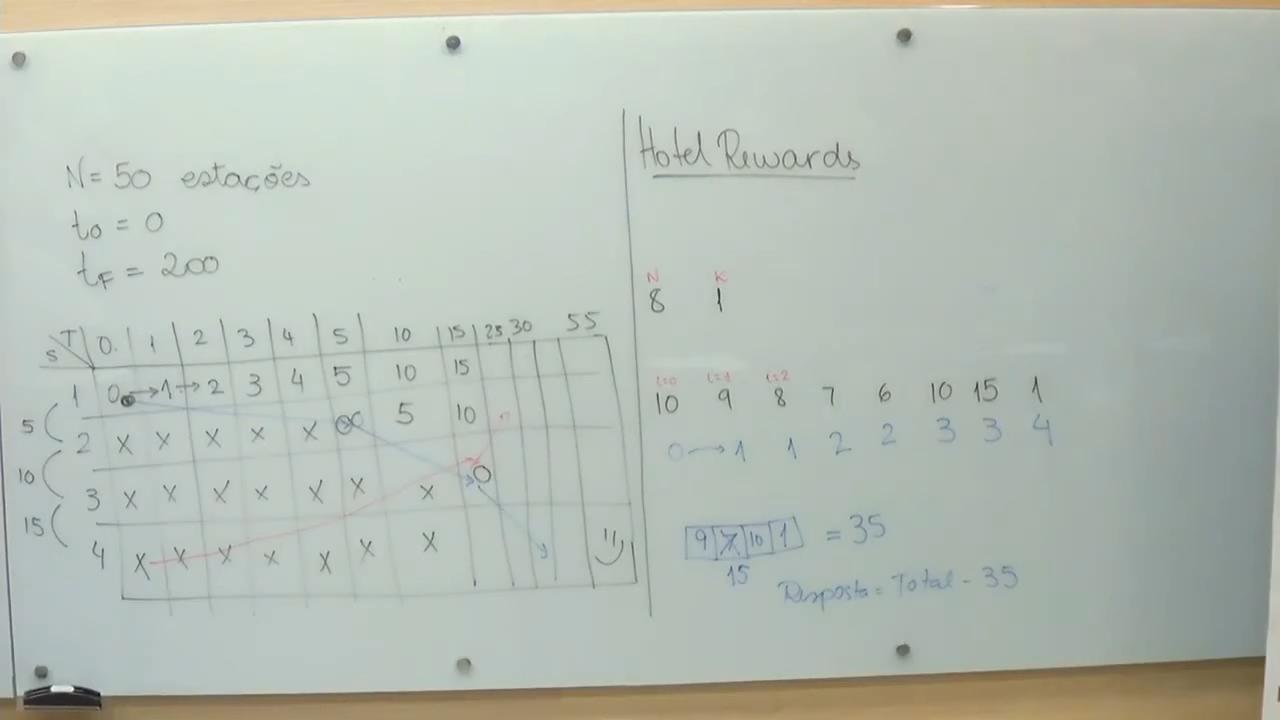 N = 50 estações
t0 = 0
tF = 200
S T 0. 1 2 3 4 5 10 15 25 30 55
1 0 → 1 → 2 3 4 5 10 15
5 (
2 X X X X X 5 10
10 (
3 X X X X X X X 0
15 (
4 X X X X X X X
Hotel Rewards
N K
8 1
i=0 i=1 i=2
10 9 8 7 6 10 15 1
0 → 1 1 2 2 3 3 4
9 7 10 1 = 35
15
Resposta = Total - 35